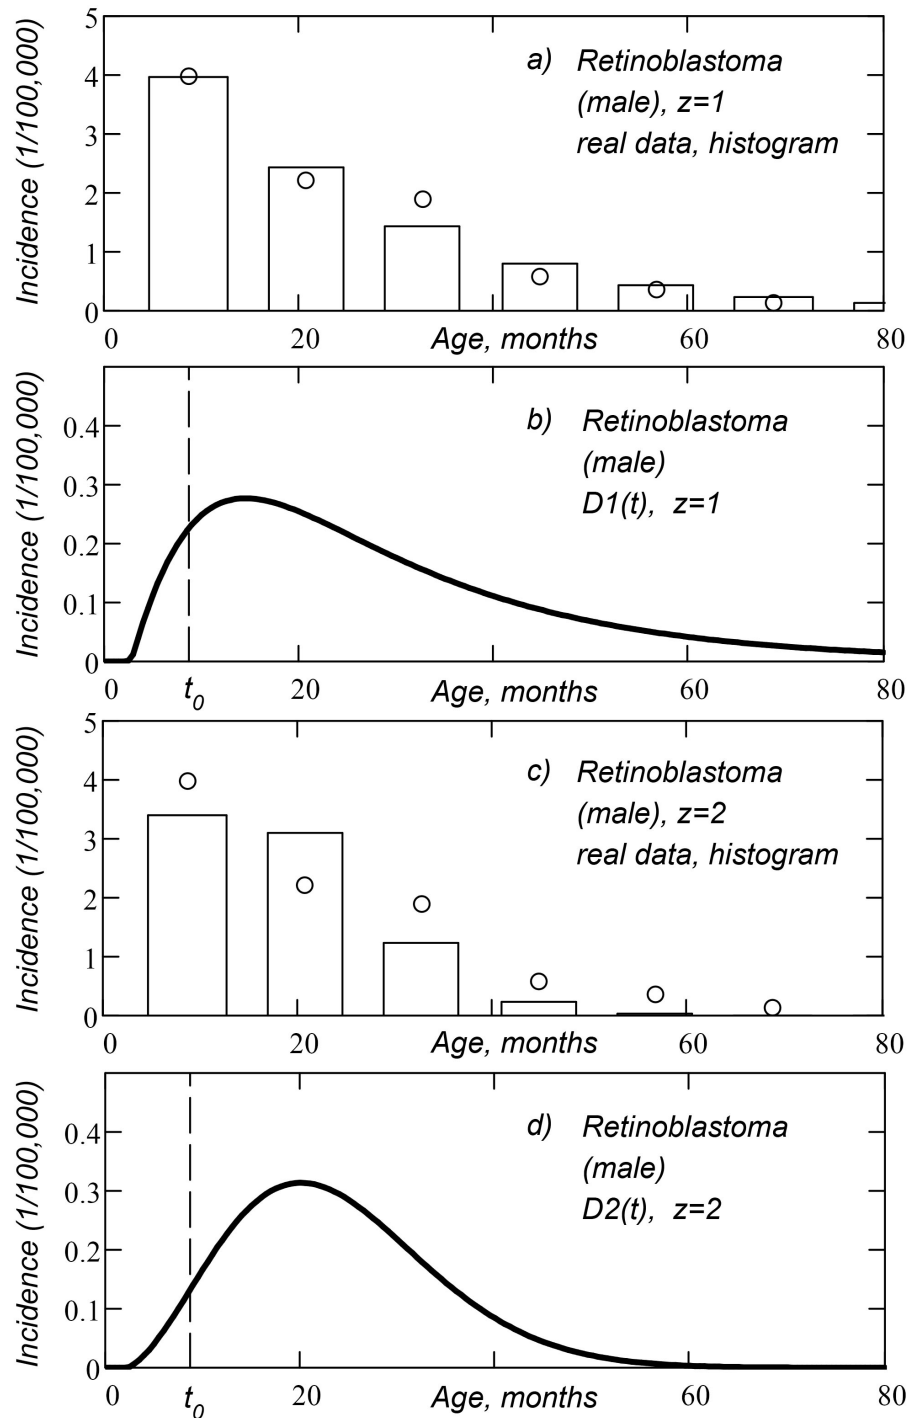 5
4
3
2
1
0
Incidence (1/100,000)
a) Retinoblastoma
(male), z=1
real data, histogram
0 20 Age, months 60 80
0.4
0.3
0.2
0.1
0
Incidence (1/100,000)
b) Retinoblastoma
(male)
D1(t), z=1
0 t0 20 Age, months 60 80
5
4
3
2
1
0
Incidence (1/100,000)
c) Retinoblastoma
(male), z=2
real data, histogram
0 20 Age, months 60 80
0.4
0.3
0.2
0.1
0
Incidence (1/100,000)
d) Retinoblastoma
(male)
D2(t), z=2
0 t0 20 Age, months 60 80